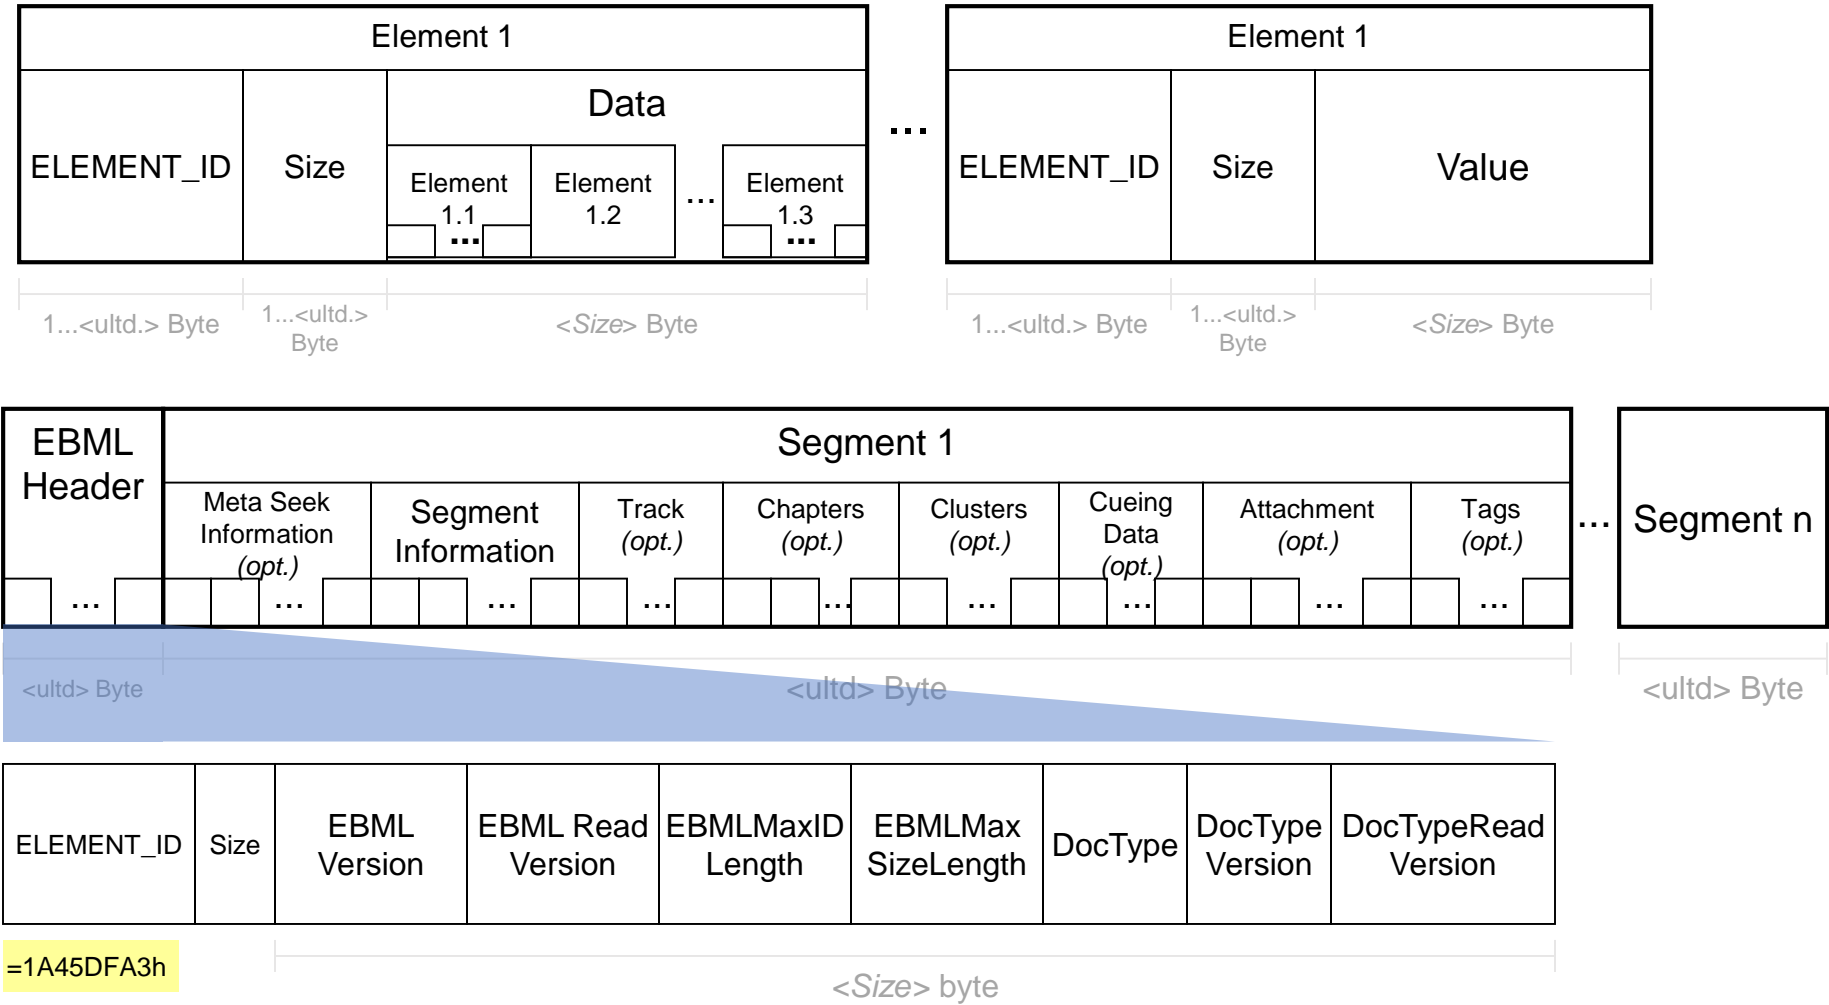 Element 1
Element 1
ELEMENT_ID
Size
Data
Element
1.1
...
Element
1.2
...
Element
1.3
...
...
ELEMENT_ID
Size
Value
1...<ultd.> Byte
1...<ultd.>
Byte
<Size> Byte
1...<ultd.> Byte
1...<ultd.>
Byte
<Size> Byte
EBML
Header
...
Segment 1
Meta Seek
Information
(opt.)
...
Segment
Information
...
Track
(opt.)
...
Chapters
(opt.)
...
Clusters
(opt.)
...
Cueing
Data
(opt.)
...
Attachment
(opt.)
...
Tags
(opt.)
...
...
Segment n
<ultd> Byte
<ultd> Byte
<ultd> Byte
ELEMENT_ID
Size
EBML
Version
EBML Read
Version
EBMLMaxID
Length
EBMLMax
SizeLength
DocType
DocType
Version
DocTypeRead
Version
=1A45DFA3h
<Size> byte